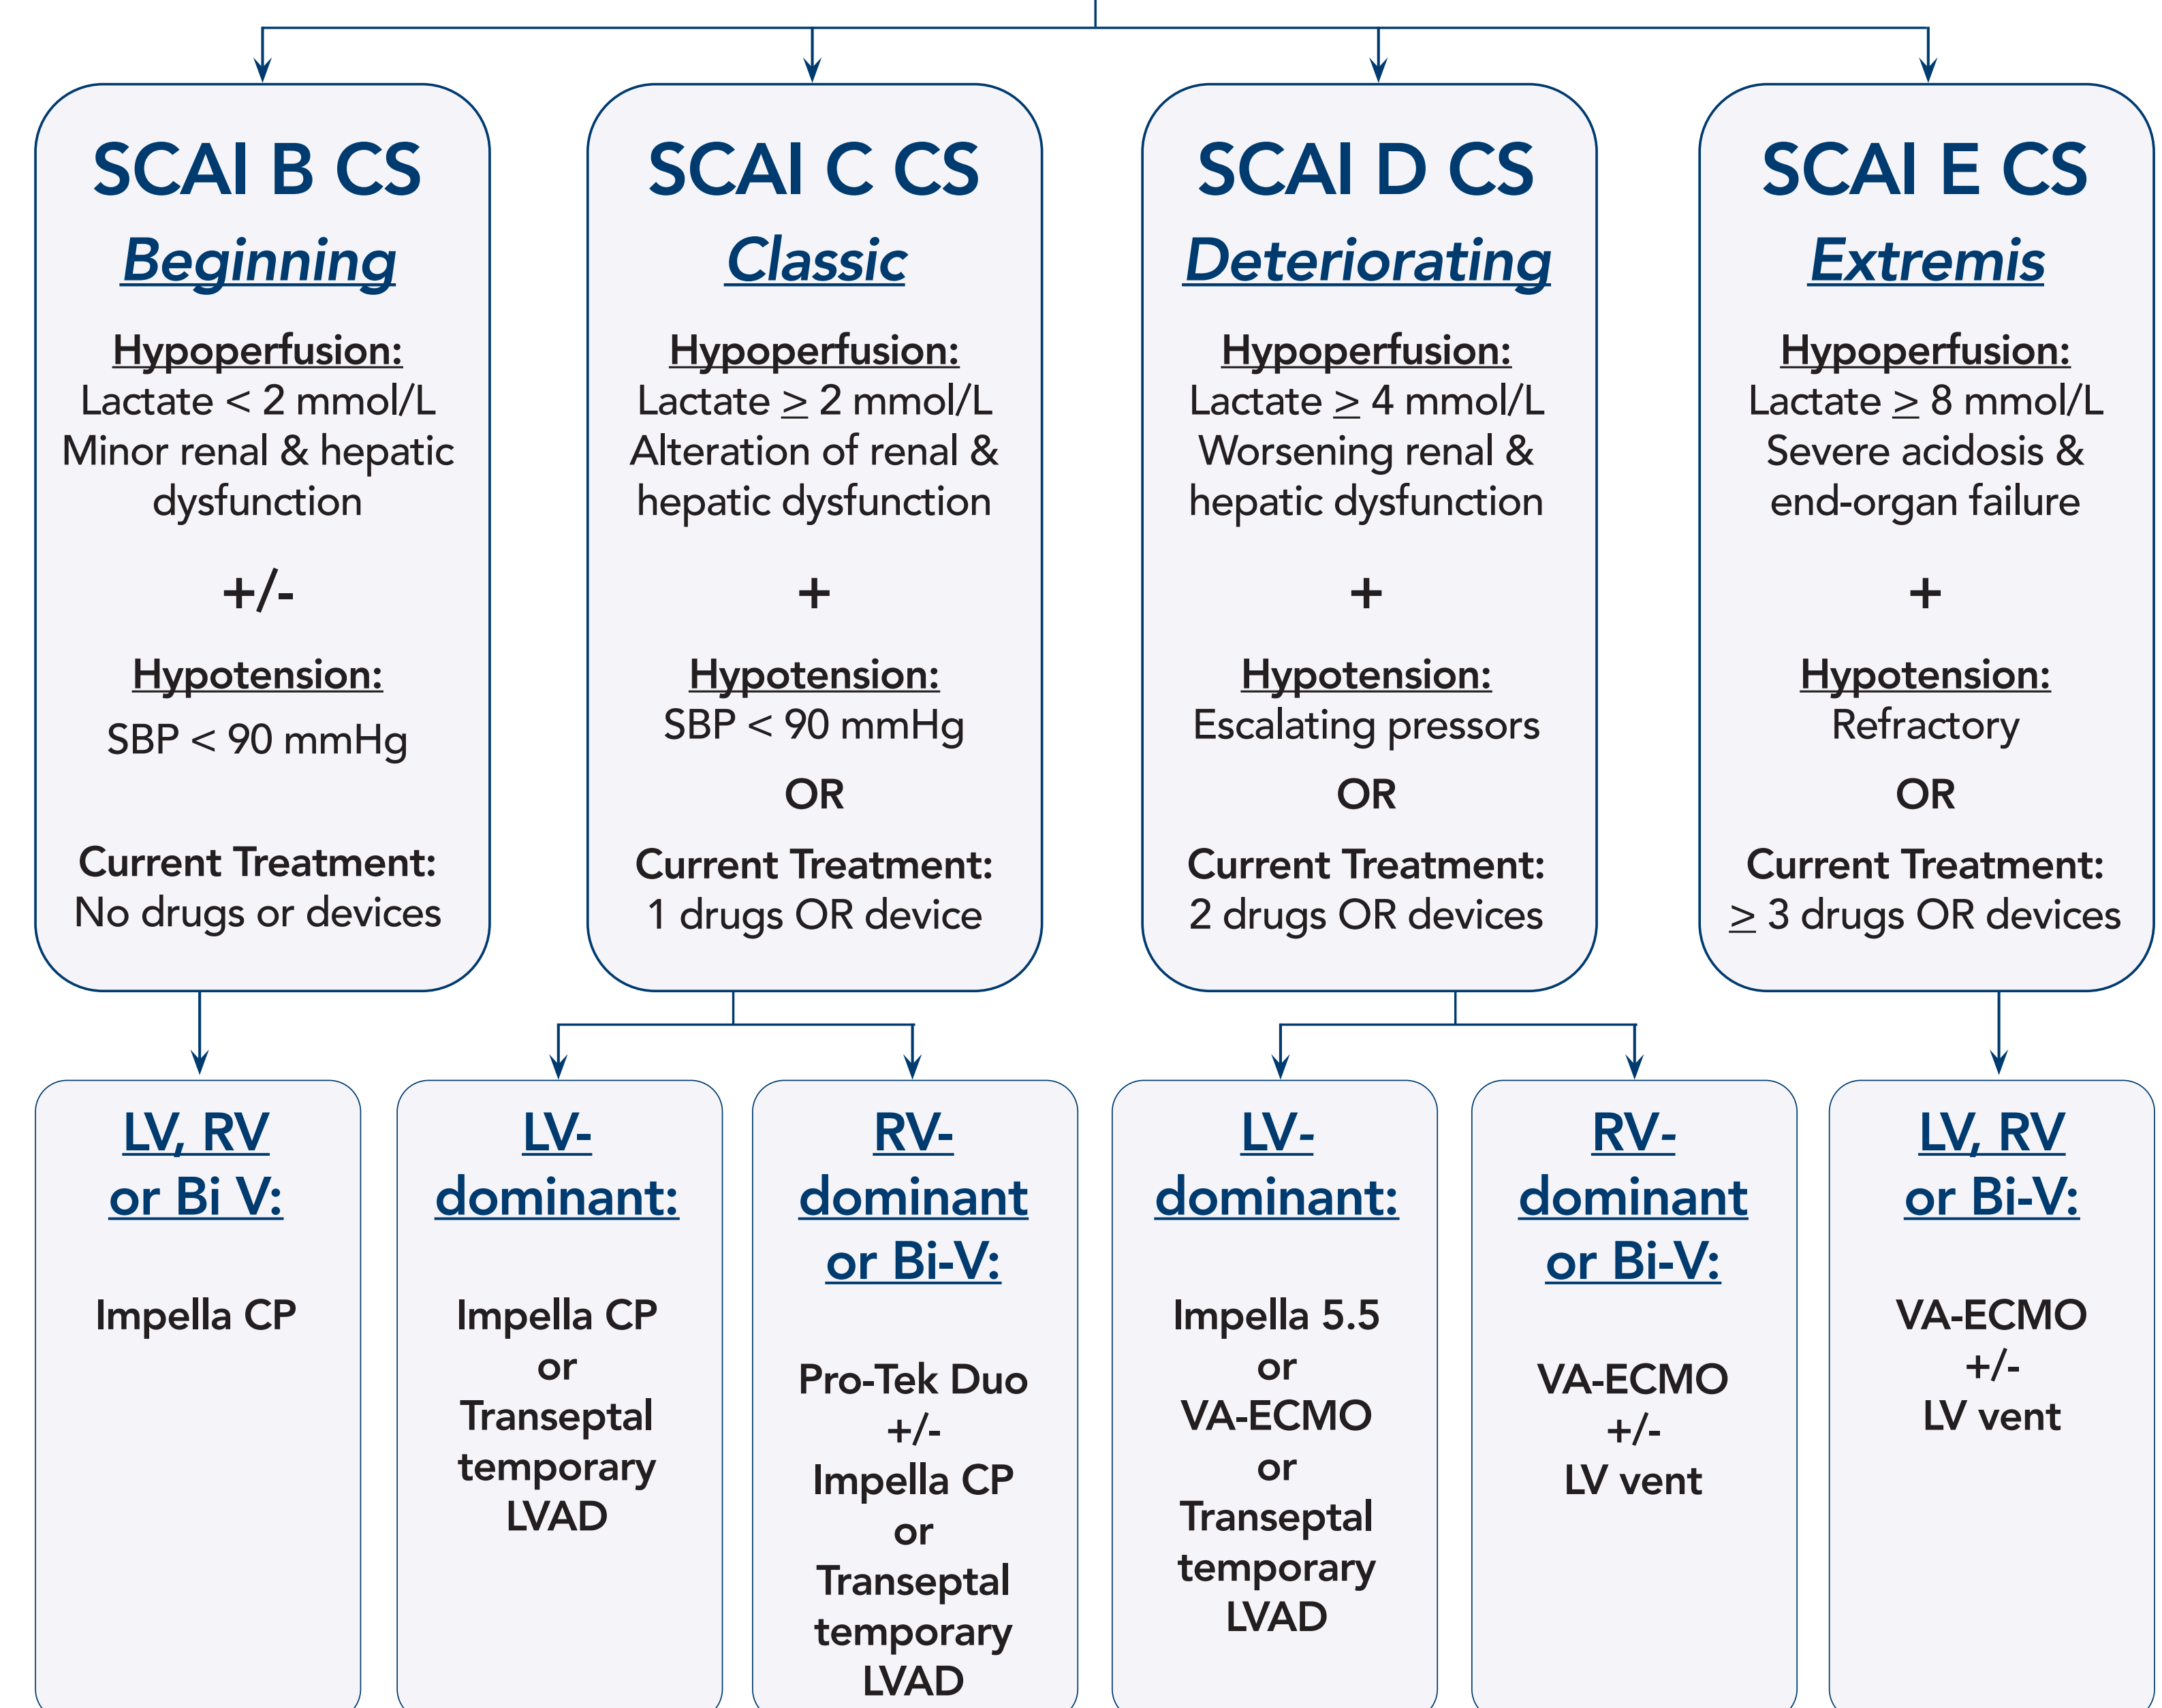 SCAI B CS
Beginning
Hypoperfusion:
Lactate < 2 mmol/L
Minor renal & hepatic
dysfunction
+/-
Hypotension:
SBP < 90 mmHg
Current Treatment:
No drugs or devices
SCAI C CS
Classic
Hypoperfusion:
Lactate ≥ 2 mmol/L
Alteration of renal &
hepatic dysfunction
+
Hypotension:
SBP < 90 mmHg
OR
Current Treatment:
1 drugs OR device
SCAI D CS
Deteriorating
Hypoperfusion:
Lactate ≥ 4 mmol/L
Worsening renal &
hepatic dysfunction
+
Hypotension:
Escalating pressors
OR
Current Treatment:
2 drugs OR devices
SCAI E CS
Extremis
Hypoperfusion:
Lactate ≥ 8 mmol/L
Severe acidosis &
end-organ failure
+
Hypotension:
Refractory
OR
Current Treatment:
≥ 3 drugs OR devices
LV, RV
or Bi V:
Impella CP
LV-
dominant:
Impella CP
or
Transeptal
temporary
LVAD
RV-
dominant
or Bi-V:
Pro-Tek Duo
+/-
Impella CP
or
Transeptal
temporary
LVAD
LV-
dominant:
Impella 5.5
or
VA-ECMO
or
Transeptal
temporary
LVAD
RV-
dominant
or Bi-V:
VA-ECMO
+/-
LV vent
LV, RV
or Bi-V:
VA-ECMO
+/-
LV vent